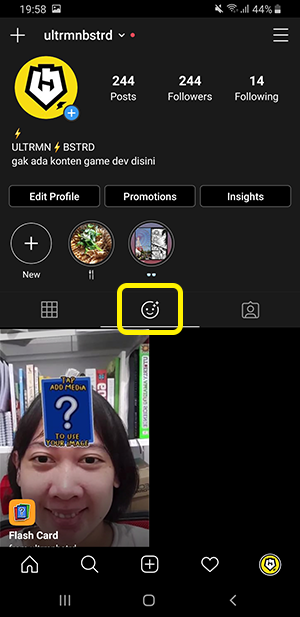 19:58
44%
ultrmnbstrd
244
244
14
Posts
Followers
Following
⚡
ULTRMN⚡BSTRD
gak ada konten game dev disini
Edit Profile
Promotions
Insights
New
TAP
ADD MEDIA
?
TO USE
YOUR IMAGE
?
Flash Card